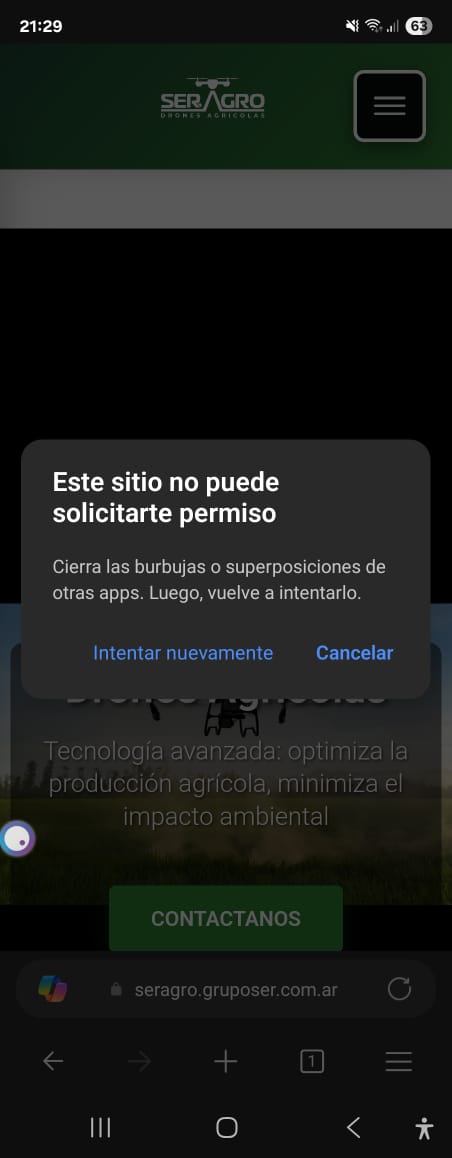 21:29
63
SERAGRO
DRONES AGRICOLAS
Este sitio no puede
solicitarte permiso
Cierra las burbujas o superposiciones de
otras apps. Luego, vuelve a intentarlo.
Intentar nuevamente
Cancelar
Drones Agrícolas
Tecnología avanzada: optimiza la
producción agrícola, minimiza el
impacto ambiental
CONTACTANOS
seragro.gruposer.com.ar
1